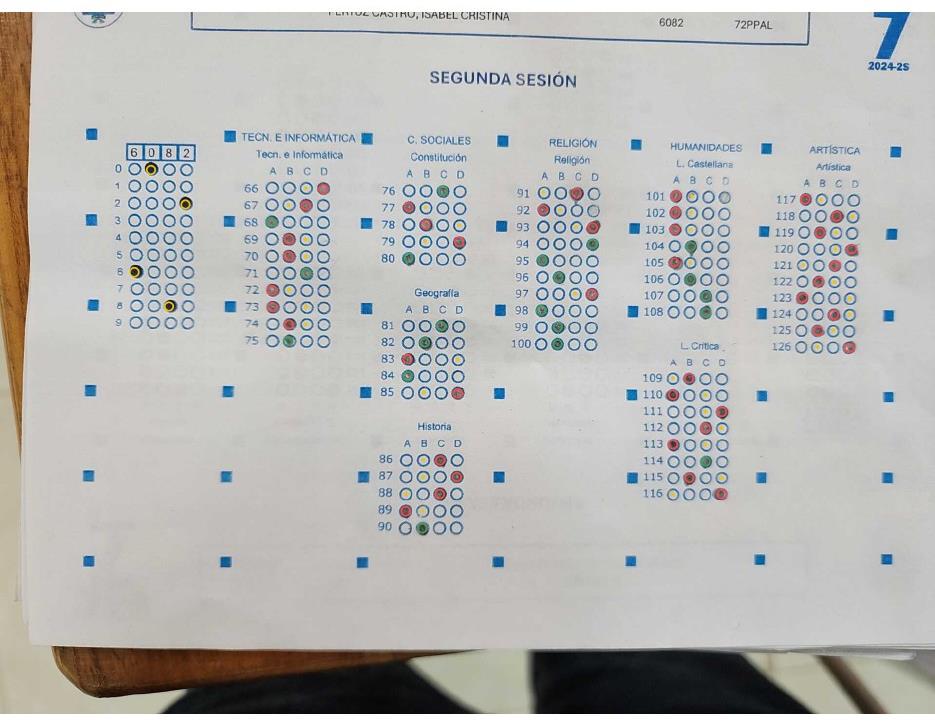 PERTUZ CASTRO, ISABEL CRISTINA
6082 72PPAL
7
2024-2S
SEGUNDA SESIÓN
6 0 8 2
0
1
2
3
4
5
6
7
8
9
TECN. E INFORMÁTICA
Tecn. e Informática
A B C D
66
67
68
69
70
71
72
73
74
75
C. SOCIALES
Constitución
A B C D
76
77
78
79
80
Geografía
A B C D
81
82
83
84
85
Historia
A B C D
86
87
88
89
90
RELIGIÓN
Religión
A B C D
91
92
93
94
95
96
97
98
99
100
HUMANIDADES
L. Castellana
A B C D
101
102
103
104
105
106
107
108
L. Crítica
A B C D
109
110
111
112
113
114
115
116
ARTÍSTICA
Artística
A B C D
117
118
119
120
121
122
123
124
125
126